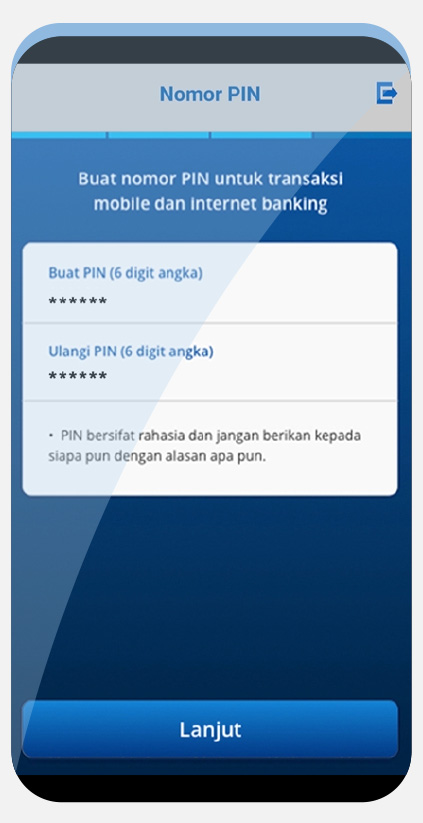 Nomor PIN
Buat nomor PIN untuk transaksi
mobile dan internet banking
Buat PIN (6 digit angka)
******
Ulangi PIN (6 digit angka)
******
• PIN bersifat rahasia dan jangan berikan kepada
siapa pun dengan alasan apa pun.
Lanjut